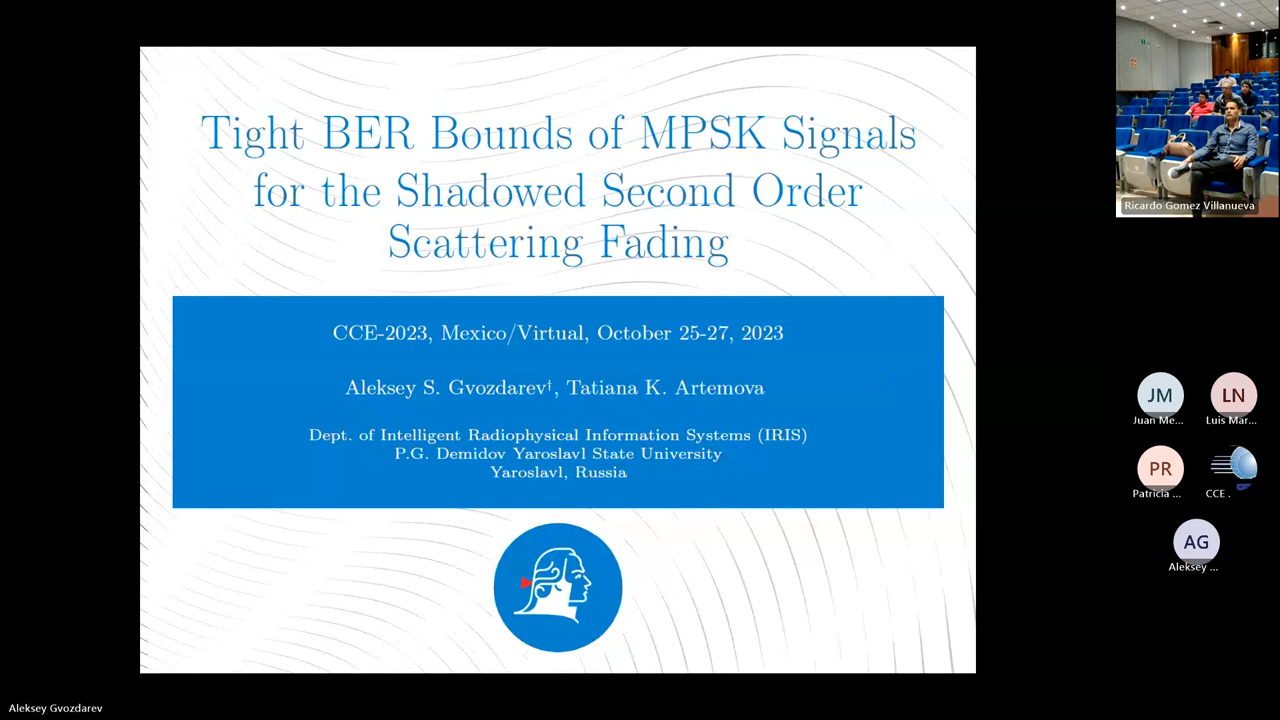 Tight BER Bounds of MPSK Signals
for the Shadowed Second Order
Scattering Fading
CCE-2023, Mexico/Virtual, October 25-27, 2023
Aleksey S. Gvozdarev†, Tatiana K. Artemova
Dept. of Intelligent Radiophysical Information Systems (IRIS)
P.G. Demidov Yaroslavl State University
Yaroslavl, Russia
Ricardo Gomez Villanueva
JM
Juan Me...
LN
Luis Mar...
PR
Patricia ...
CCE .
AG
Aleksey ...
Aleksey Gvozdarev